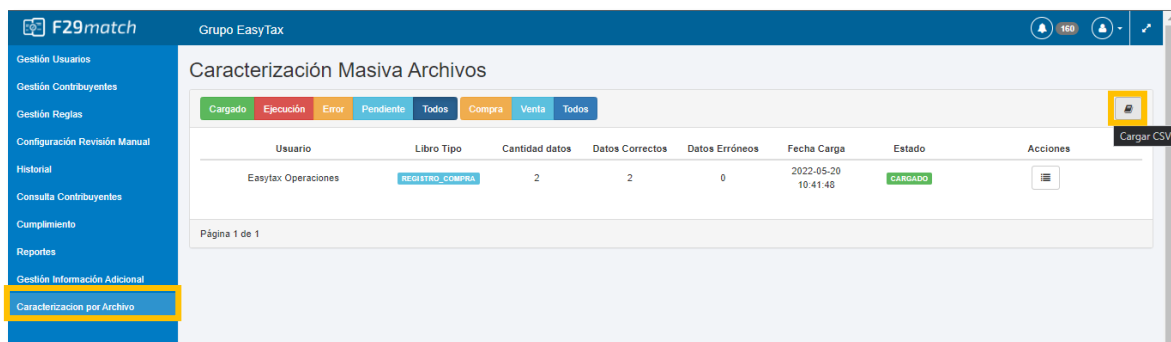 F29match
Grupo EasyTax
160
Gestión Usuarios
Gestión Contribuyentes
Gestión Reglas
Configuración Revisión Manual
Historial
Consulta Contribuyentes
Cumplimiento
Reportes
Gestión Información Adicional
Caracterizacion por Archivo
Caracterización Masiva Archivos
Cargado Ejecución Error Pendiente Todos Compra Venta Todos
Cargar CSV
Usuario Libro Tipo Cantidad datos Datos Correctos Datos Erróneos Fecha Carga Estado Acciones
Easytax Operaciones REGISTRO_COMPRA 2 2 0 2022-05-20 10:41:48 CARGADO
Página 1 de 1